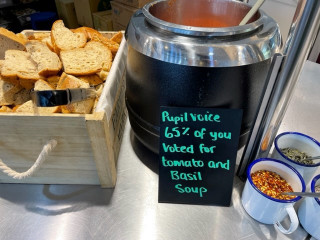 Pupil voice
65% of you
Voted for
tomato and
Basil
Soup